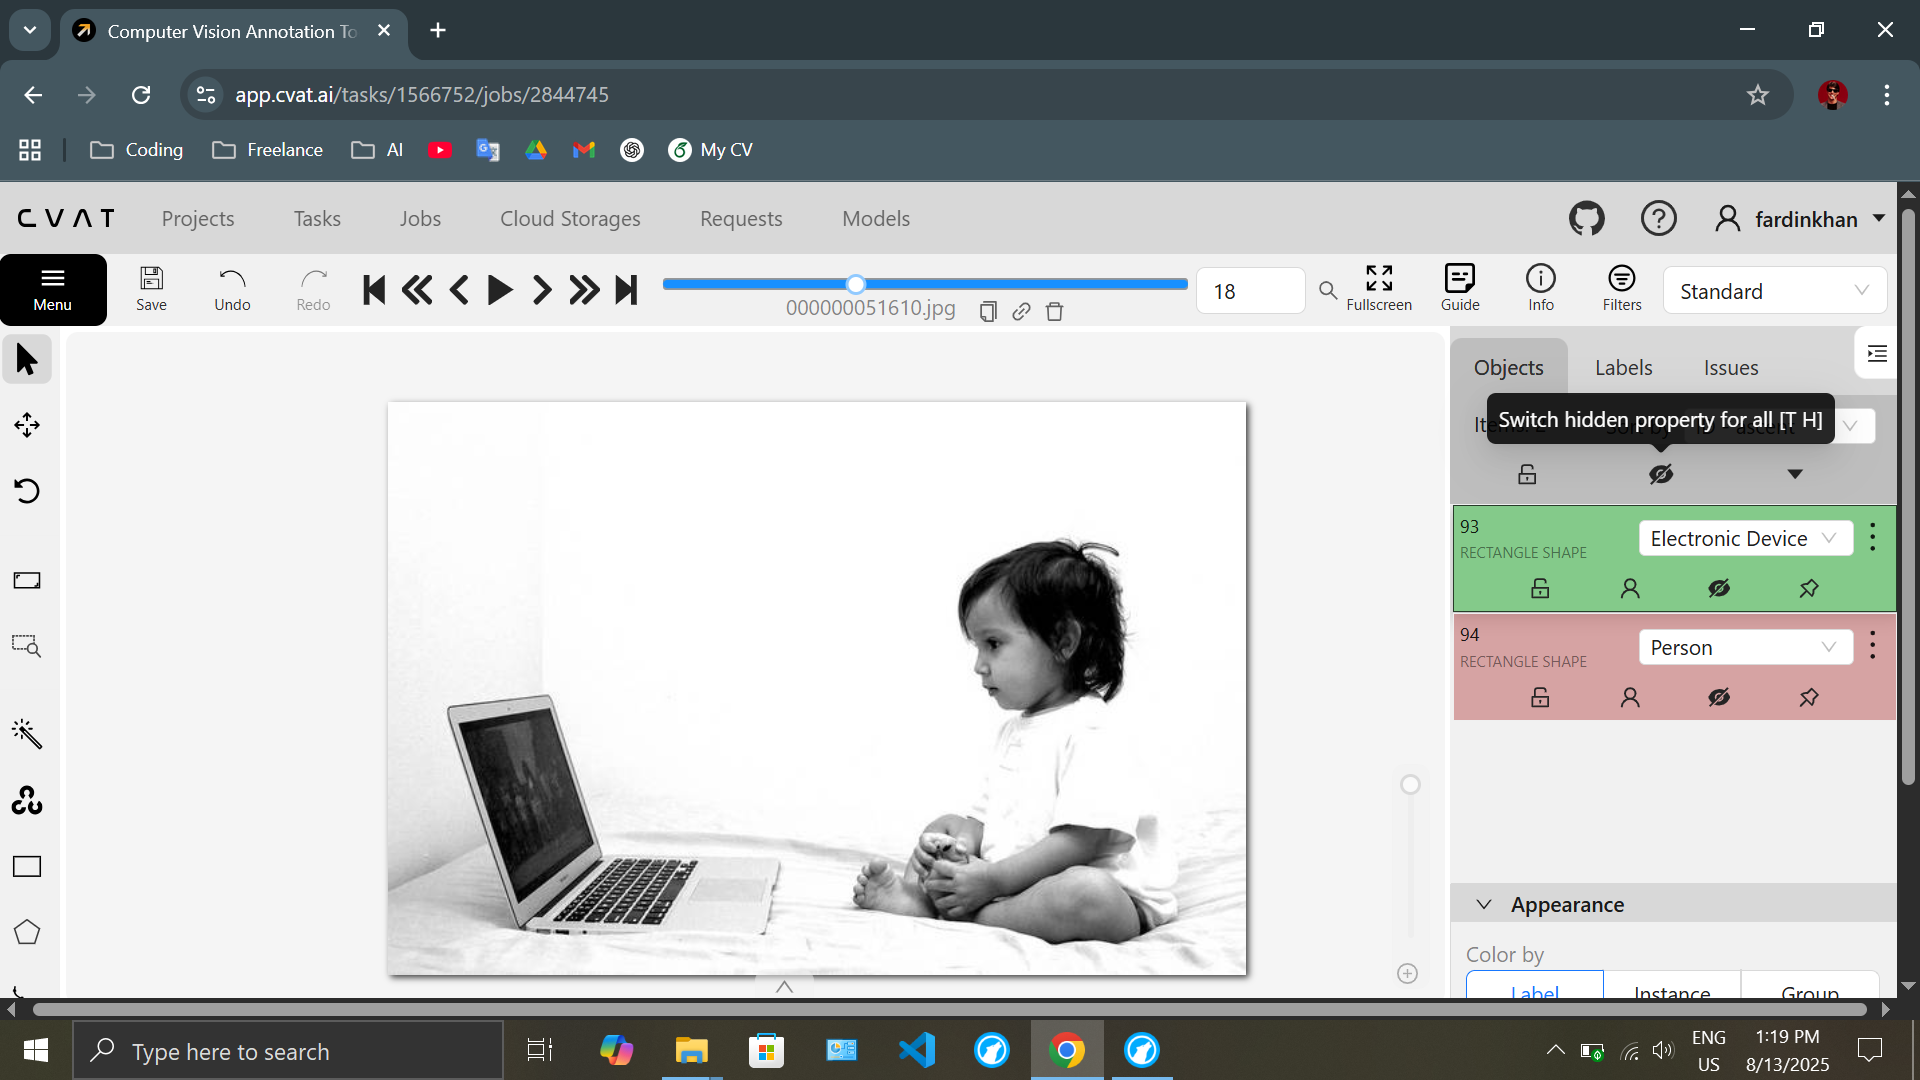 Computer Vision Annotation To
app.cvat.ai/tasks/1566752/jobs/2844745
Coding
Freelance
AI
My CV
CVAT
Projects
Tasks
Jobs
Cloud Storages
Requests
Models
fardinkhan
Menu
Save
Undo
Redo
000000051610.jpg
18
Fullscreen
Guide
Info
Filters
Standard
Objects
Labels
Issues
Switch hidden property for all [T H]
93
RECTANGLE SHAPE
Electronic Device
94
RECTANGLE SHAPE
Person
Appearance
Color by
Label
Instance
Group
Type here to search
ENG
US
1:19 PM
8/13/2025